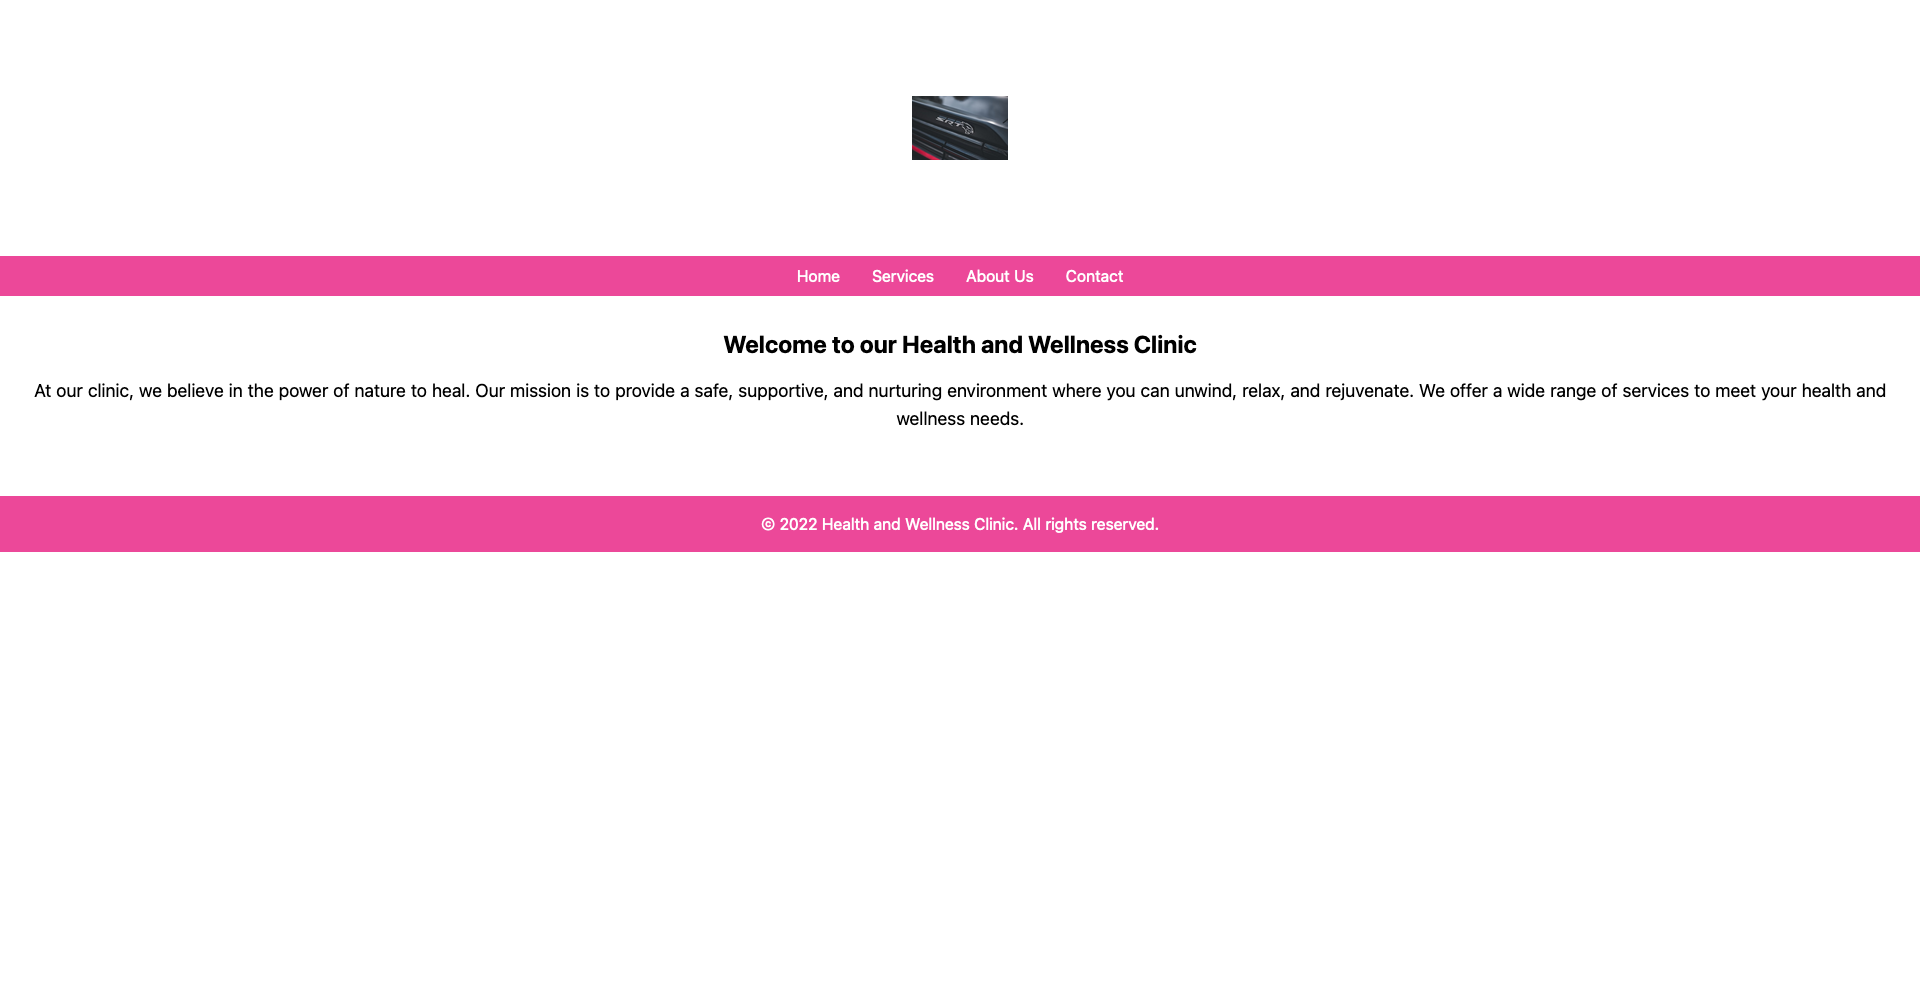 SRT
Home Services About Us Contact
Welcome to our Health and Wellness Clinic
At our clinic, we believe in the power of nature to heal. Our mission is to provide a safe, supportive, and nurturing environment where you can unwind, relax, and rejuvenate. We offer a wide range of services to meet your health and
wellness needs.
© 2022 Health and Wellness Clinic. All rights reserved.